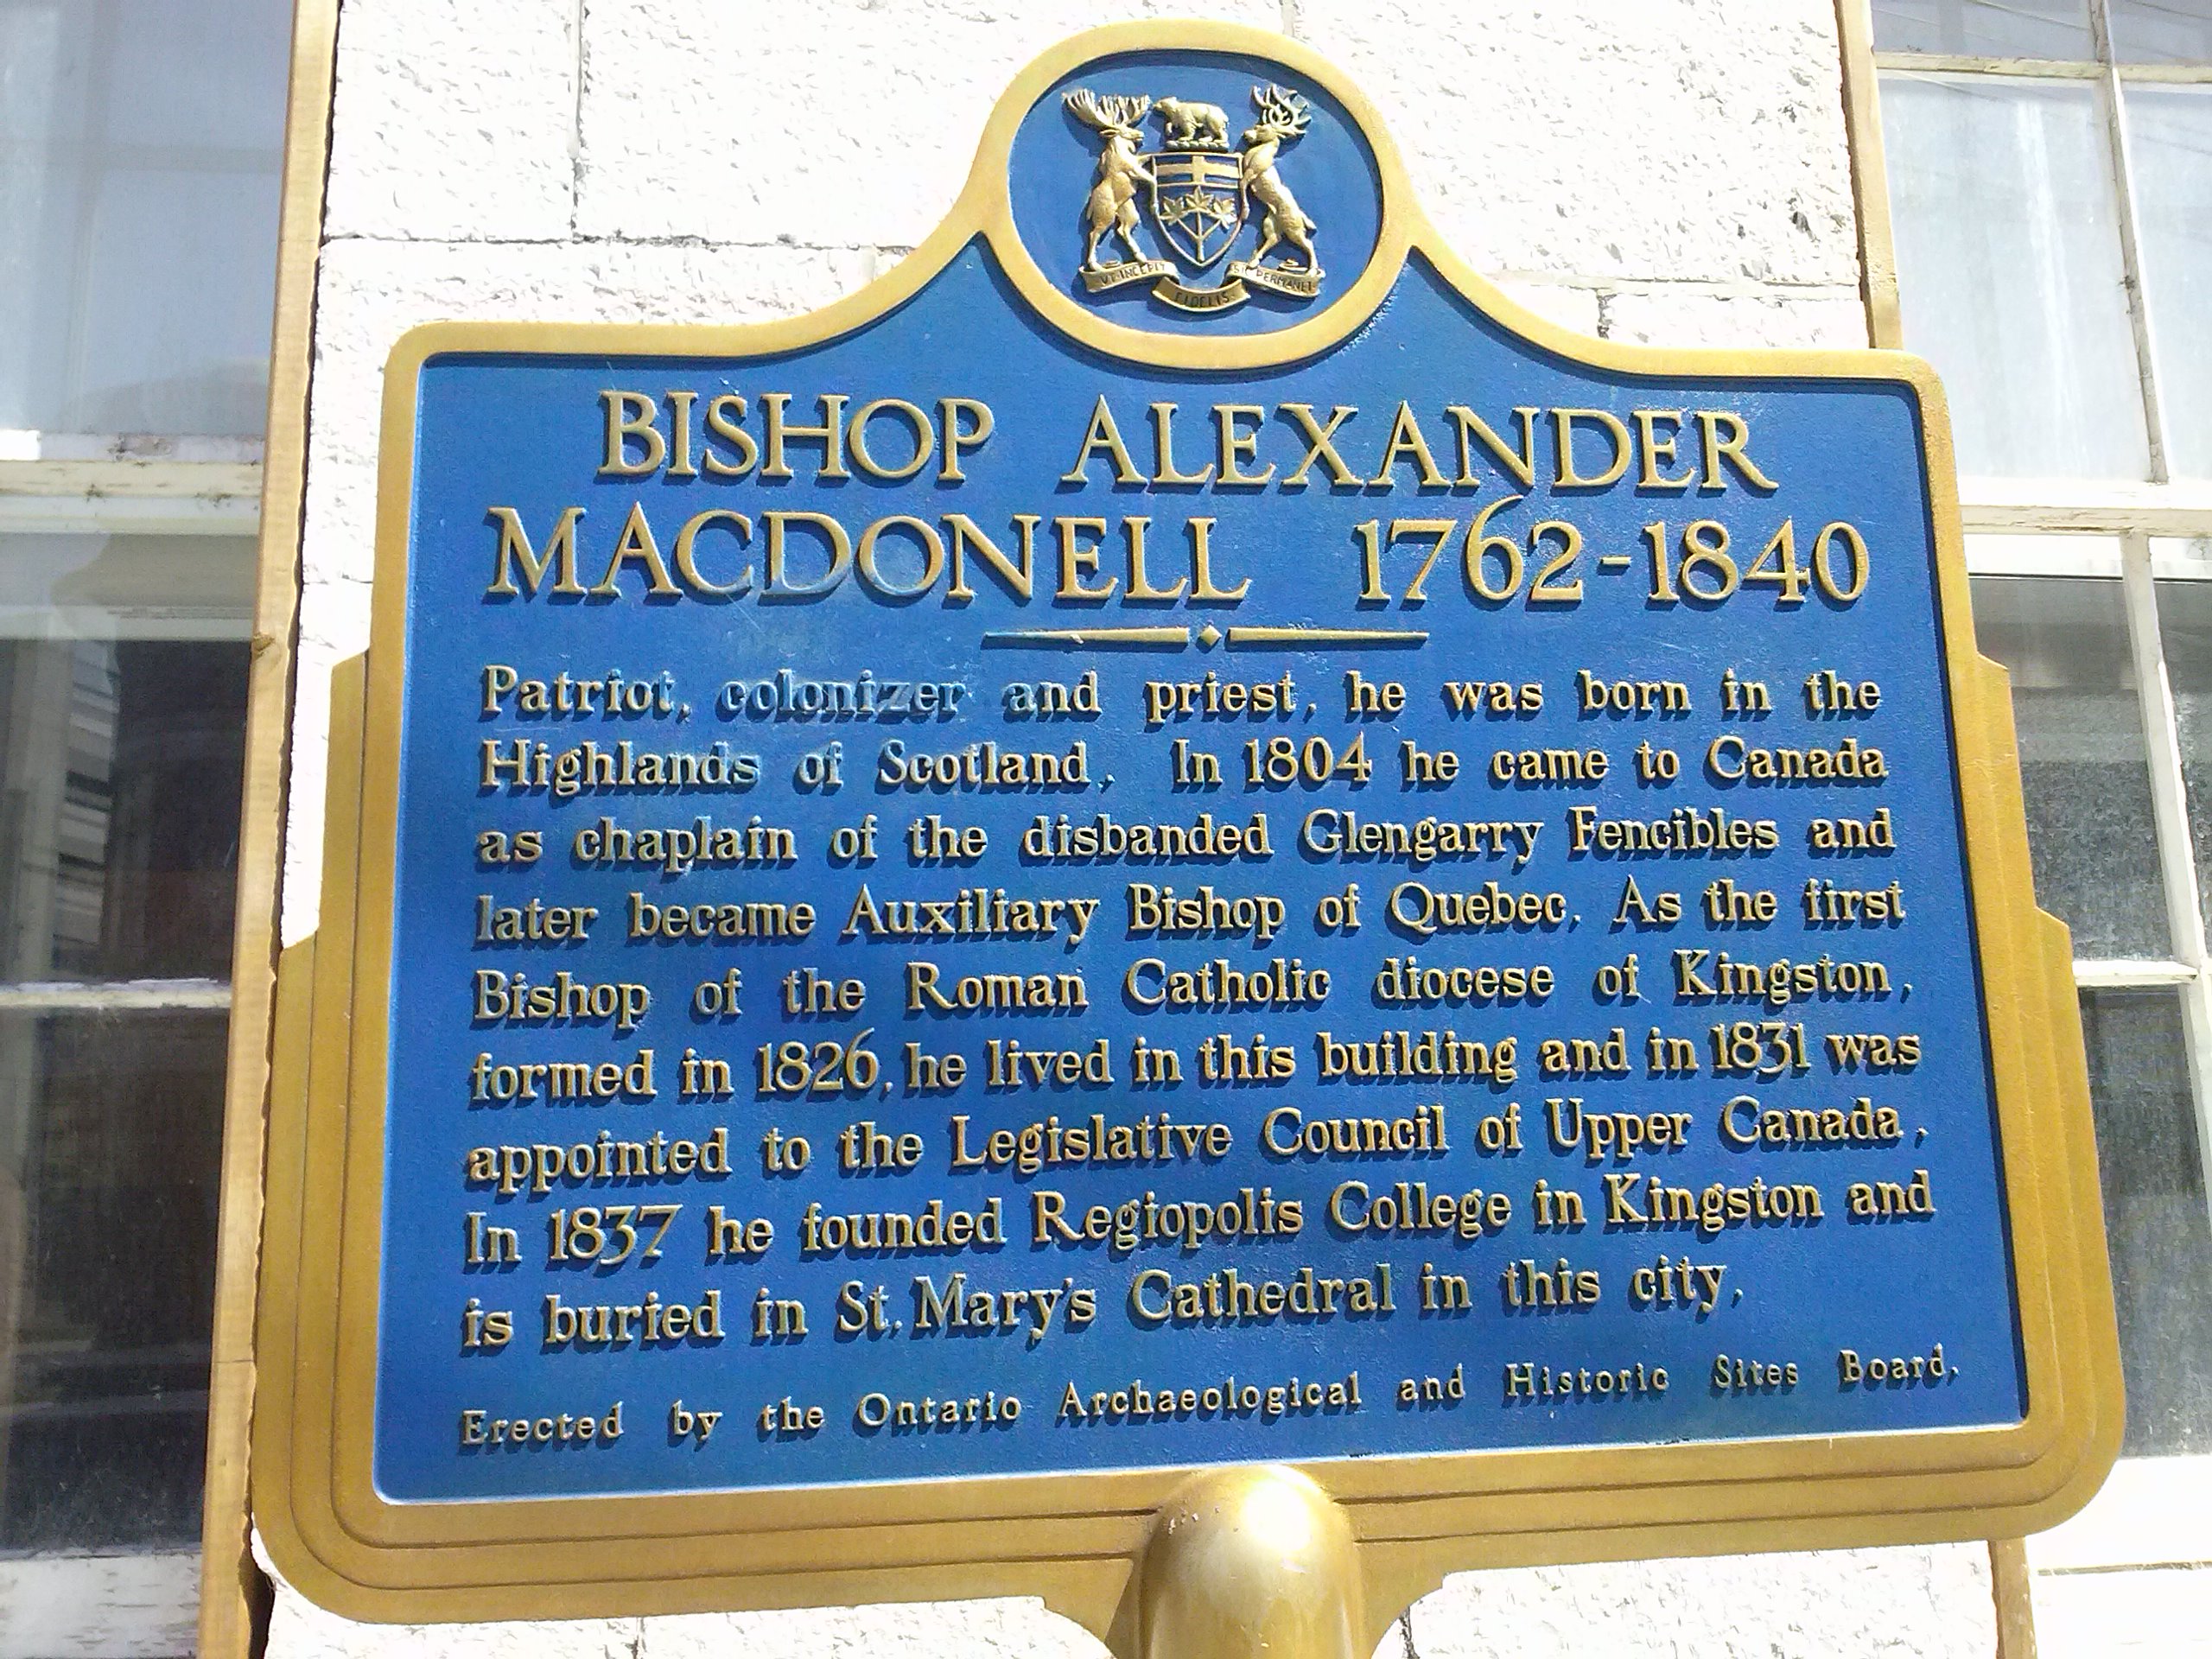 UT INCEPIT
FIDELIS
SIC PERMANET
BISHOP ALEXANDER
MACDONELL 1762-1840
Patriot, colonizer and priest, he was born in the
Highlands of Scotland. In 1804 he came to Canada
as chaplain of the disbanded Glengarry Fencibles and
later became Auxiliary Bishop of Quebec. As the first
Bishop of the Roman Catholic diocese of Kingston,
formed in 1826, he lived in this building and in 1831 was
appointed to the Legislative Council of Upper Canada.
In 1837 he founded Regiopolis College in Kingston and
is buried in St. Mary's Cathedral in this city.
Erected by the Ontario Archaeological and Historic Sites Board.